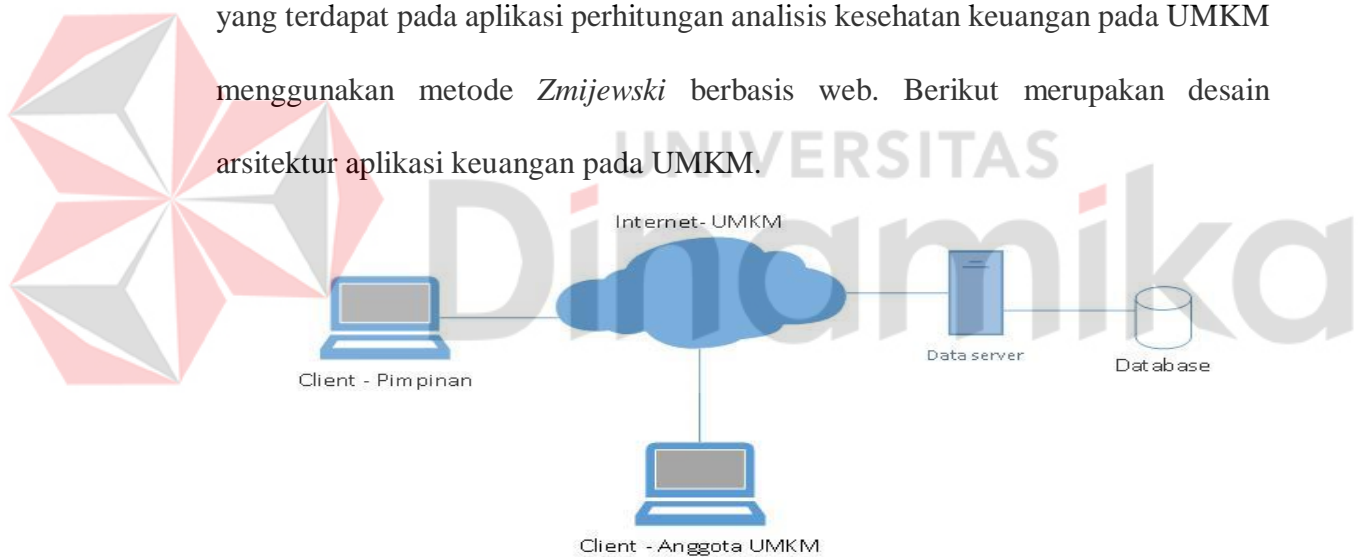 yang terdapat pada aplikasi perhitungan analisis kesehatan keuangan pada UMKM
menggunakan metode Zmijewski berbasis web. Berikut merupakan desain
arsitektur aplikasi keuangan pada UMKM.
UNIVERSITAS
Dinamika
Internet- UMKM
Client - Pimpinan
Data server
Database
Client - Anggota UMKM